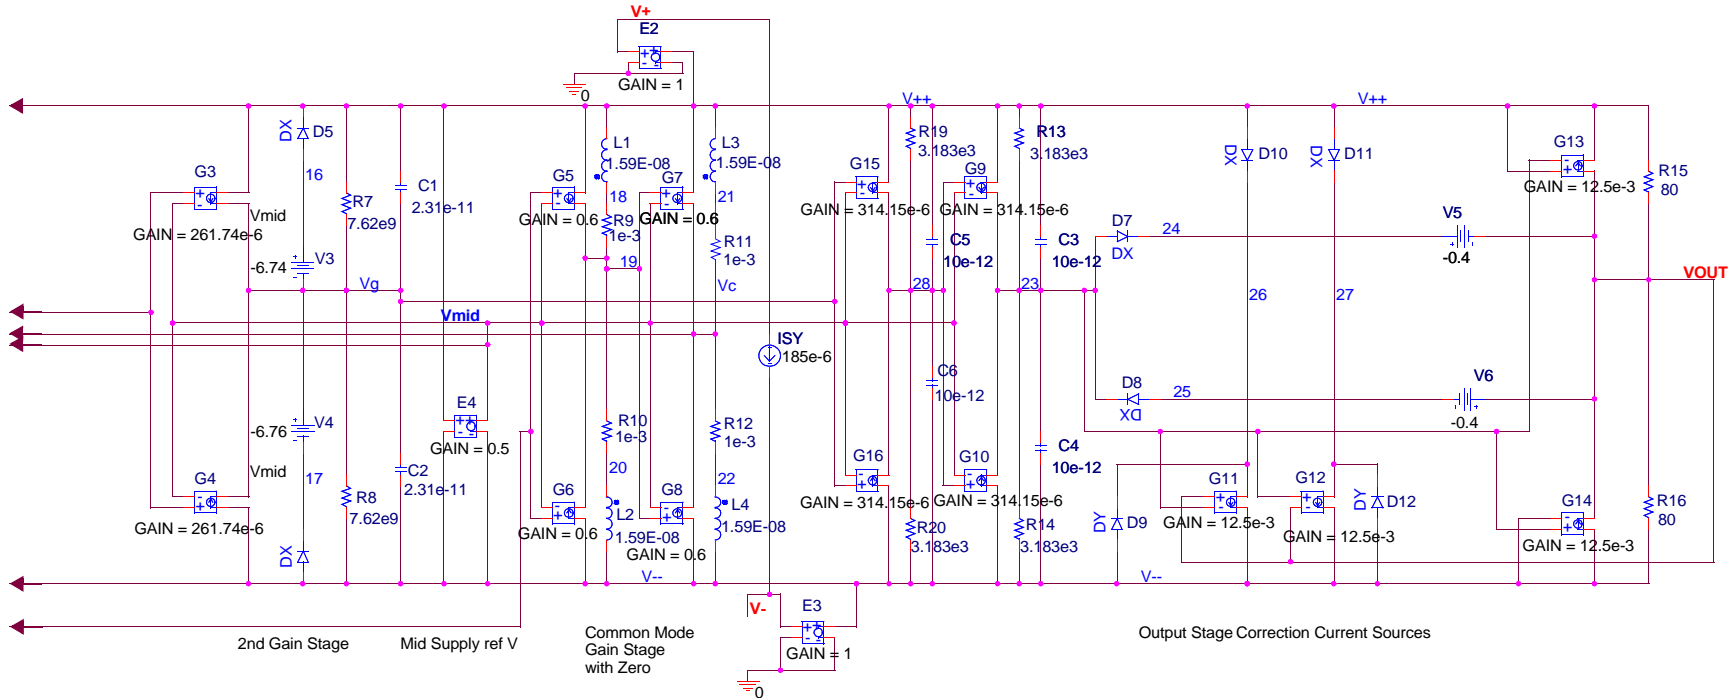 V+
E2
GAIN = 1
0
V++
V++
DX
D5
16
G3
Vmid
GAIN = 261.74e-6
-6.74
V3
R7
7.62e9
C1
2.31e-11
Vg
Vmid
G5
GAIN = 0.6
L1
1.59E-08
18
R9
1e-3
19
G7
GAIN = 0.6
L3
1.59E-08
21
R11
1e-3
Vc
G15
GAIN = 314.15e-6
R19
3.183e3
C5
10e-12
28
G9
GAIN = 314.15e-6
R13
3.183e3
C3
10e-12
23
D7
DX
24
V5
-0.4
DX
D10
DX
D11
26
27
G13
GAIN = 12.5e-3
R15
80
VOUT
ISY
185e-6
-6.76
V4
Vmid
17
G4
GAIN = 261.74e-6
DX
R8
7.62e9
C2
2.31e-11
E4
GAIN = 0.5
R10
1e-3
20
G6
GAIN = 0.6
L2
1.59E-08
G8
GAIN = 0.6
R12
1e-3
22
L4
1.59E-08
C6
10e-12
G16
GAIN = 314.15e-6
R20
3.183e3
G10
GAIN = 314.15e-6
C4
10e-12
R14
3.183e3
D8
DX
25
V6
-0.4
DY
D9
G11
GAIN = 12.5e-3
G12
GAIN = 12.5e-3
DY
D12
G14
GAIN = 12.5e-3
R16
80
V--
V--
V-
E3
GAIN = 1
0
2nd Gain Stage
Mid Supply ref V
Common Mode
Gain Stage
with Zero
Output Stage Correction Current Sources